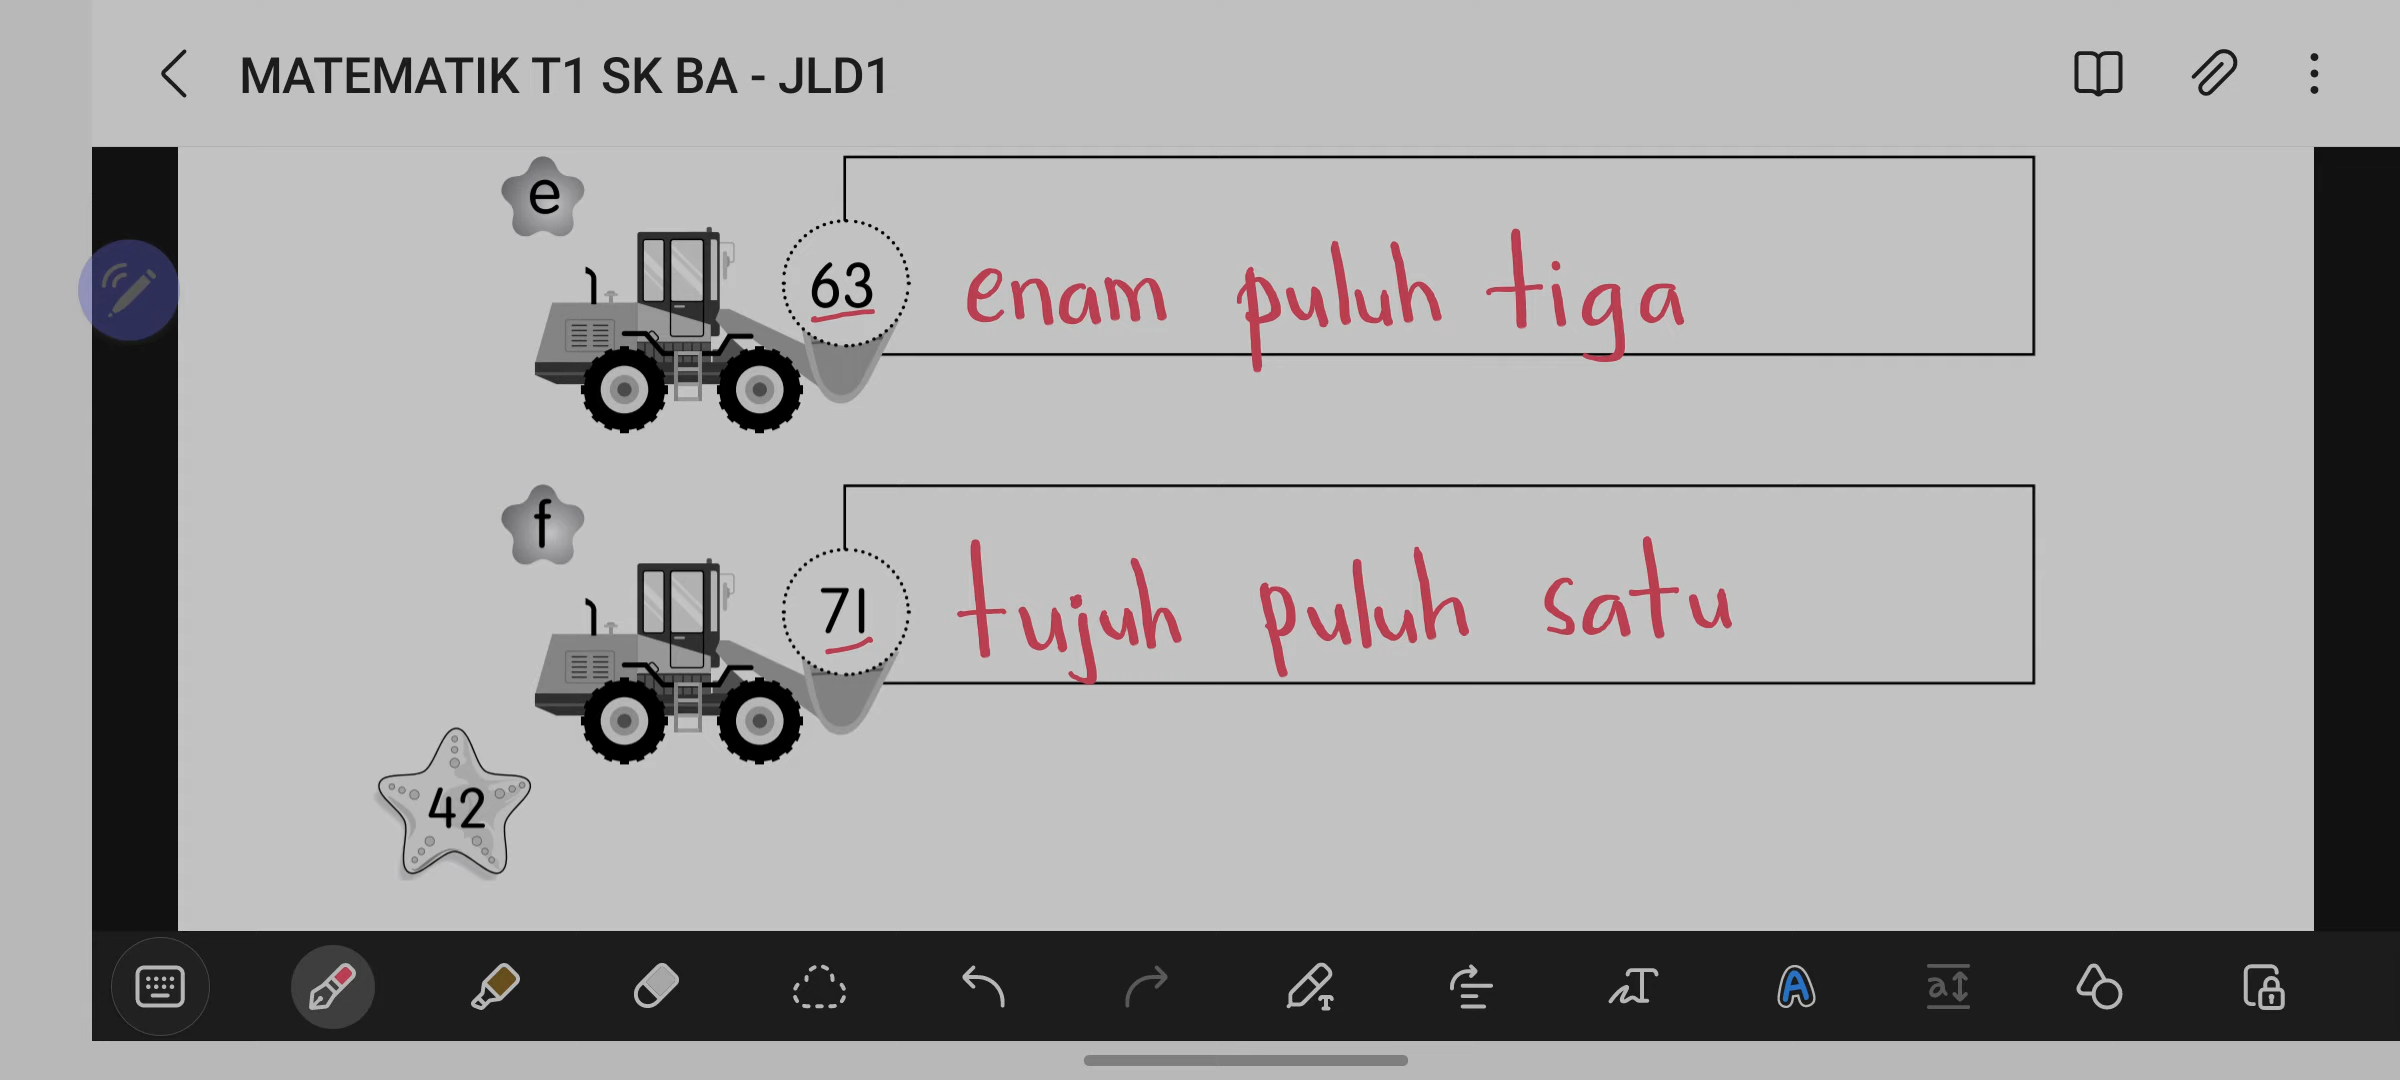 MATEMATIK T1 SK BA - JLD1
e
63 enam puluh tiga
f
71 tujuh puluh satu
42